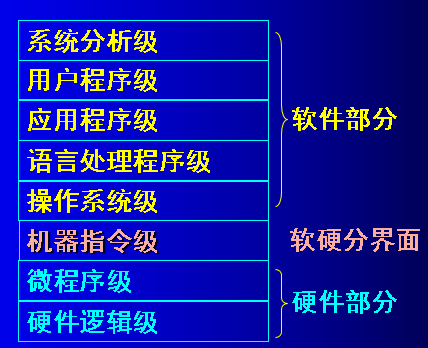 系统分析级
用户程序级
应用程序级
语言处理程序级
操作系统级
软件部分
机器指令级
软硬分界面
微程序级
硬件逻辑级
硬件部分